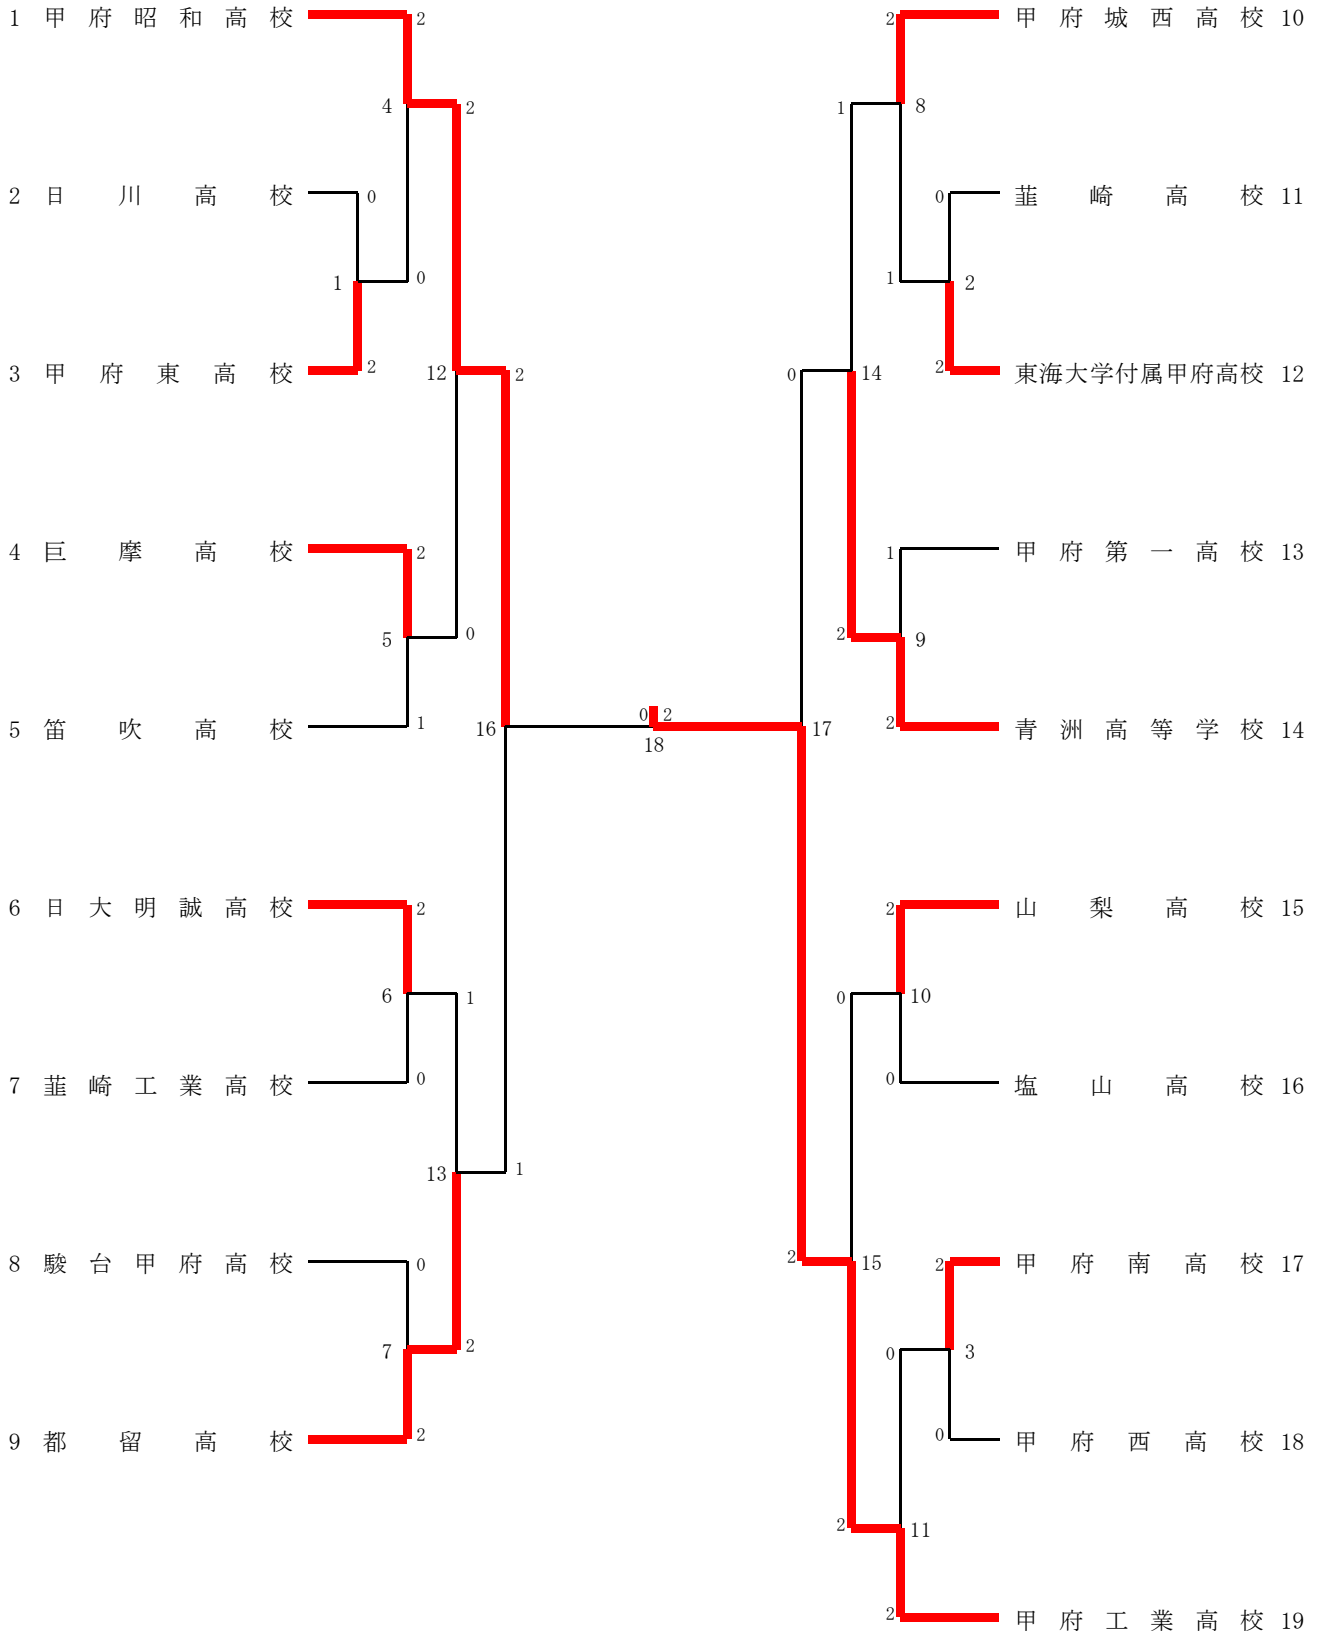 1 甲府昭和高校 2 2 甲府城西高校 10
4 2 1 8
2 日川高校 0 0 韮崎高校 11
1 0 1 2
3 甲府東高校 2 12 2 0 14 2 東海大学付属甲府高校 12
4 巨摩高校 2 1 甲府第一高校 13
5 0 2 9
5 笛吹高校 1 16 0 2 17 2 青洲高等学校 14
18
6 日大明誠高校 2 2 山梨高校 15
6 1 0 10
7 韮崎工業高校 0 0 塩山高校 16
13 1
8 駿台甲府高校 0 2 15 2 甲府南高校 17
7 2 0 3
9 都留高校 2 0 甲府西高校 18
2 11
2 甲府工業高校 19